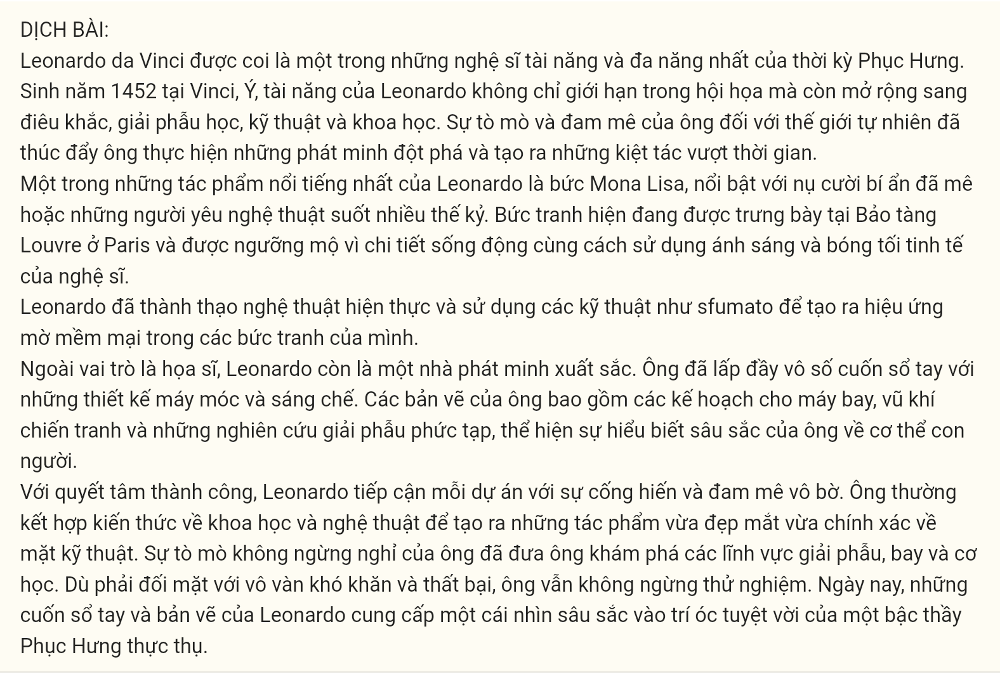 DỊCH BÀI:
Leonardo da Vinci được coi là một trong những nghệ sĩ tài năng và đa năng nhất của thời kỳ Phục Hưng.
Sinh năm 1452 tại Vinci, Ý, tài năng của Leonardo không chỉ giới hạn trong hội họa mà còn mở rộng sang
điêu khắc, giải phẫu học, kỹ thuật và khoa học. Sự tò mò và đam mê của ông đối với thế giới tự nhiên đã
thúc đẩy ông thực hiện những phát minh đột phá và tạo ra những kiệt tác vượt thời gian.
Một trong những tác phẩm nổi tiếng nhất của Leonardo là bức Mona Lisa, nổi bật với nụ cười bí ẩn đã mê
hoặc những người yêu nghệ thuật suốt nhiều thế kỷ. Bức tranh hiện đang được trưng bày tại Bảo tàng
Louvre ở Paris và được ngưỡng mộ vì chi tiết sống động cùng cách sử dụng ánh sáng và bóng tối tinh tế
của nghệ sĩ.
Leonardo đã thành thạo nghệ thuật hiện thực và sử dụng các kỹ thuật như sfumato để tạo ra hiệu ứng
mờ mềm mại trong các bức tranh của mình.
Ngoài vai trò là họa sĩ, Leonardo còn là một nhà phát minh xuất sắc. Ông đã lấp đầy vô số cuốn sổ tay với
những thiết kế máy móc và sáng chế. Các bản vẽ của ông bao gồm các kế hoạch cho máy bay, vũ khí
chiến tranh và những nghiên cứu giải phẫu phức tạp, thể hiện sự hiểu biết sâu sắc của ông về cơ thể con
người.
Với quyết tâm thành công, Leonardo tiếp cận mỗi dự án với sự cống hiến và đam mê vô bờ. Ông thường
kết hợp kiến thức về khoa học và nghệ thuật để tạo ra những tác phẩm vừa đẹp mắt vừa chính xác về
mặt kỹ thuật. Sự tò mò không ngừng nghỉ của ông đã đưa ông khám phá các lĩnh vực giải phẫu, bay và cơ
học. Dù phải đối mặt với vô vàn khó khăn và thất bại, ông vẫn không ngừng thử nghiệm. Ngày nay, những
cuốn sổ tay và bản vẽ của Leonardo cung cấp một cái nhìn sâu sắc vào trí óc tuyệt vời của một bậc thầy
Phục Hưng thực thụ.